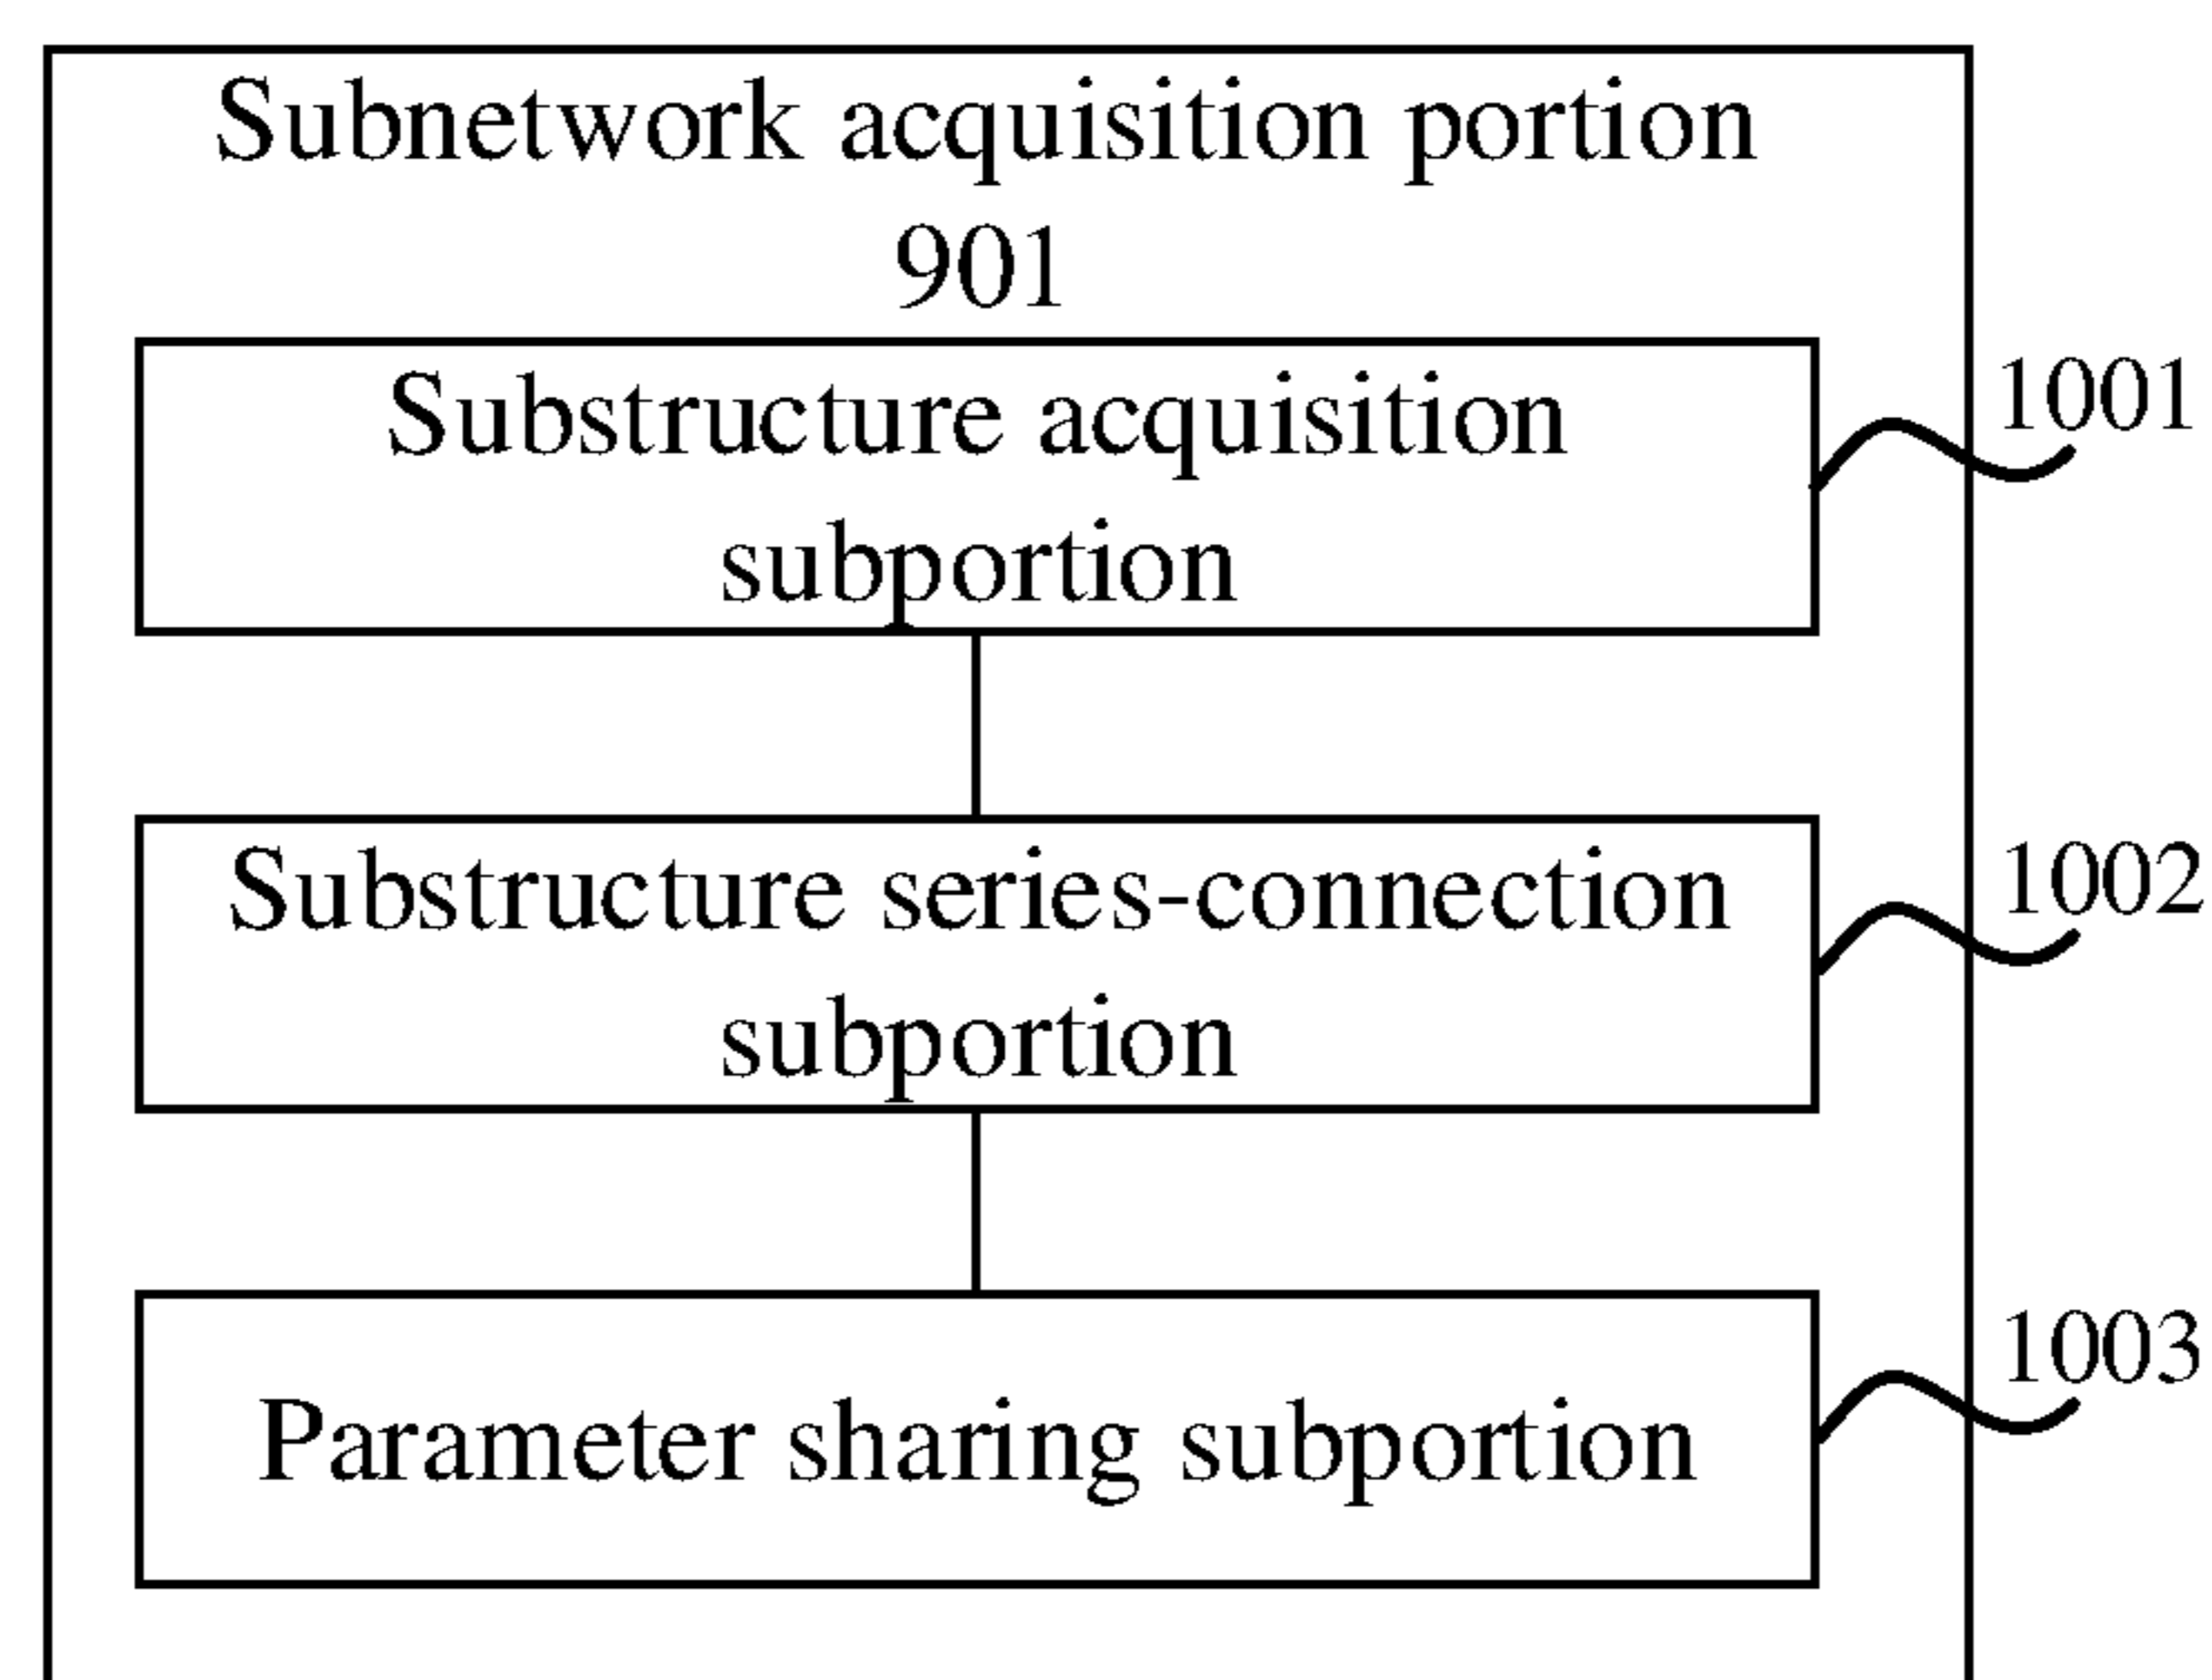 Subnetwork acquisition portion
901
Substructure acquisition
subportion
1001
Substructure series-connection
subportion
1002
Parameter sharing subportion
1003